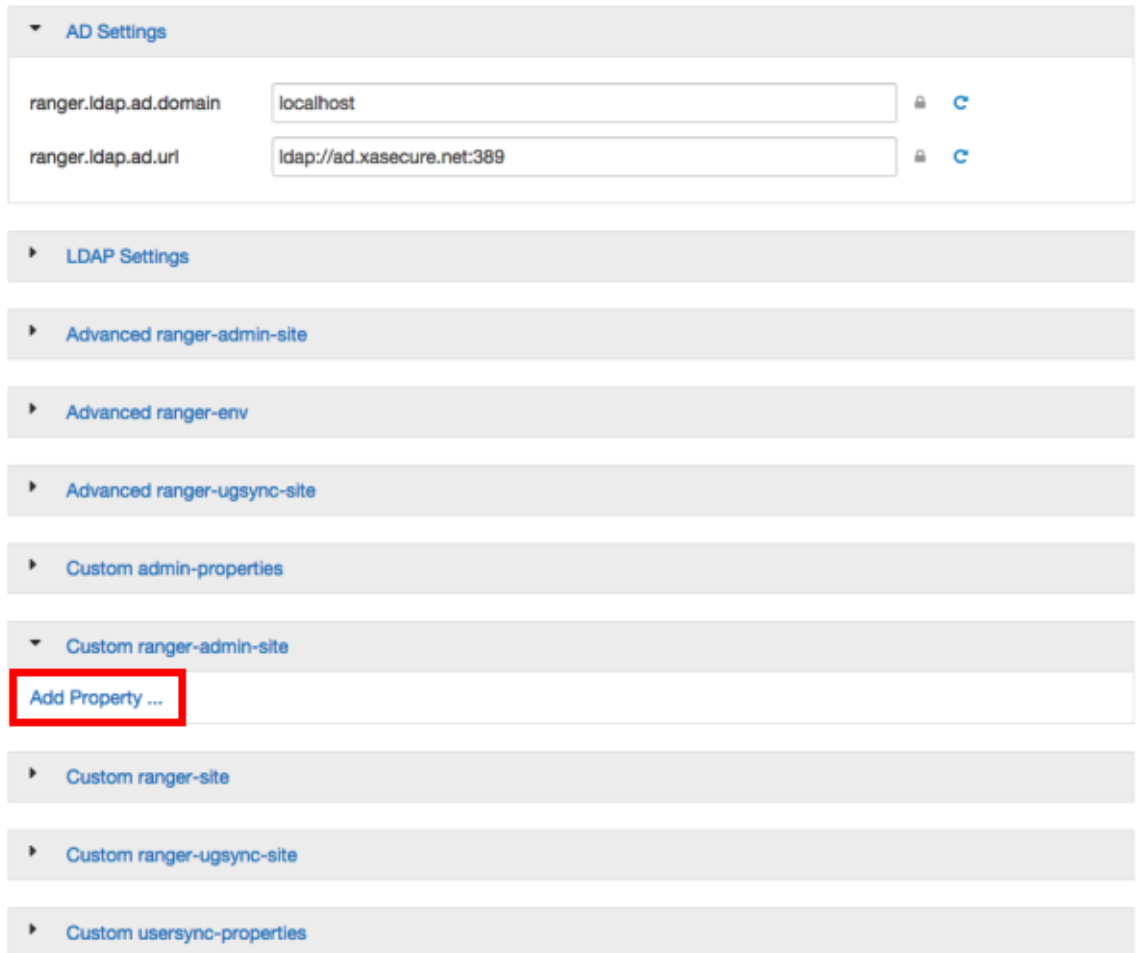 AD Settings
ranger.ldap.ad.domain localhost
ranger.ldap.ad.url ldap://ad.xasecure.net:389
LDAP Settings
Advanced ranger-admin-site
Advanced ranger-env
Advanced ranger-ugsync-site
Custom admin-properties
Custom ranger-admin-site
Add Property ...
Custom ranger-site
Custom ranger-ugsync-site
Custom usersync-properties